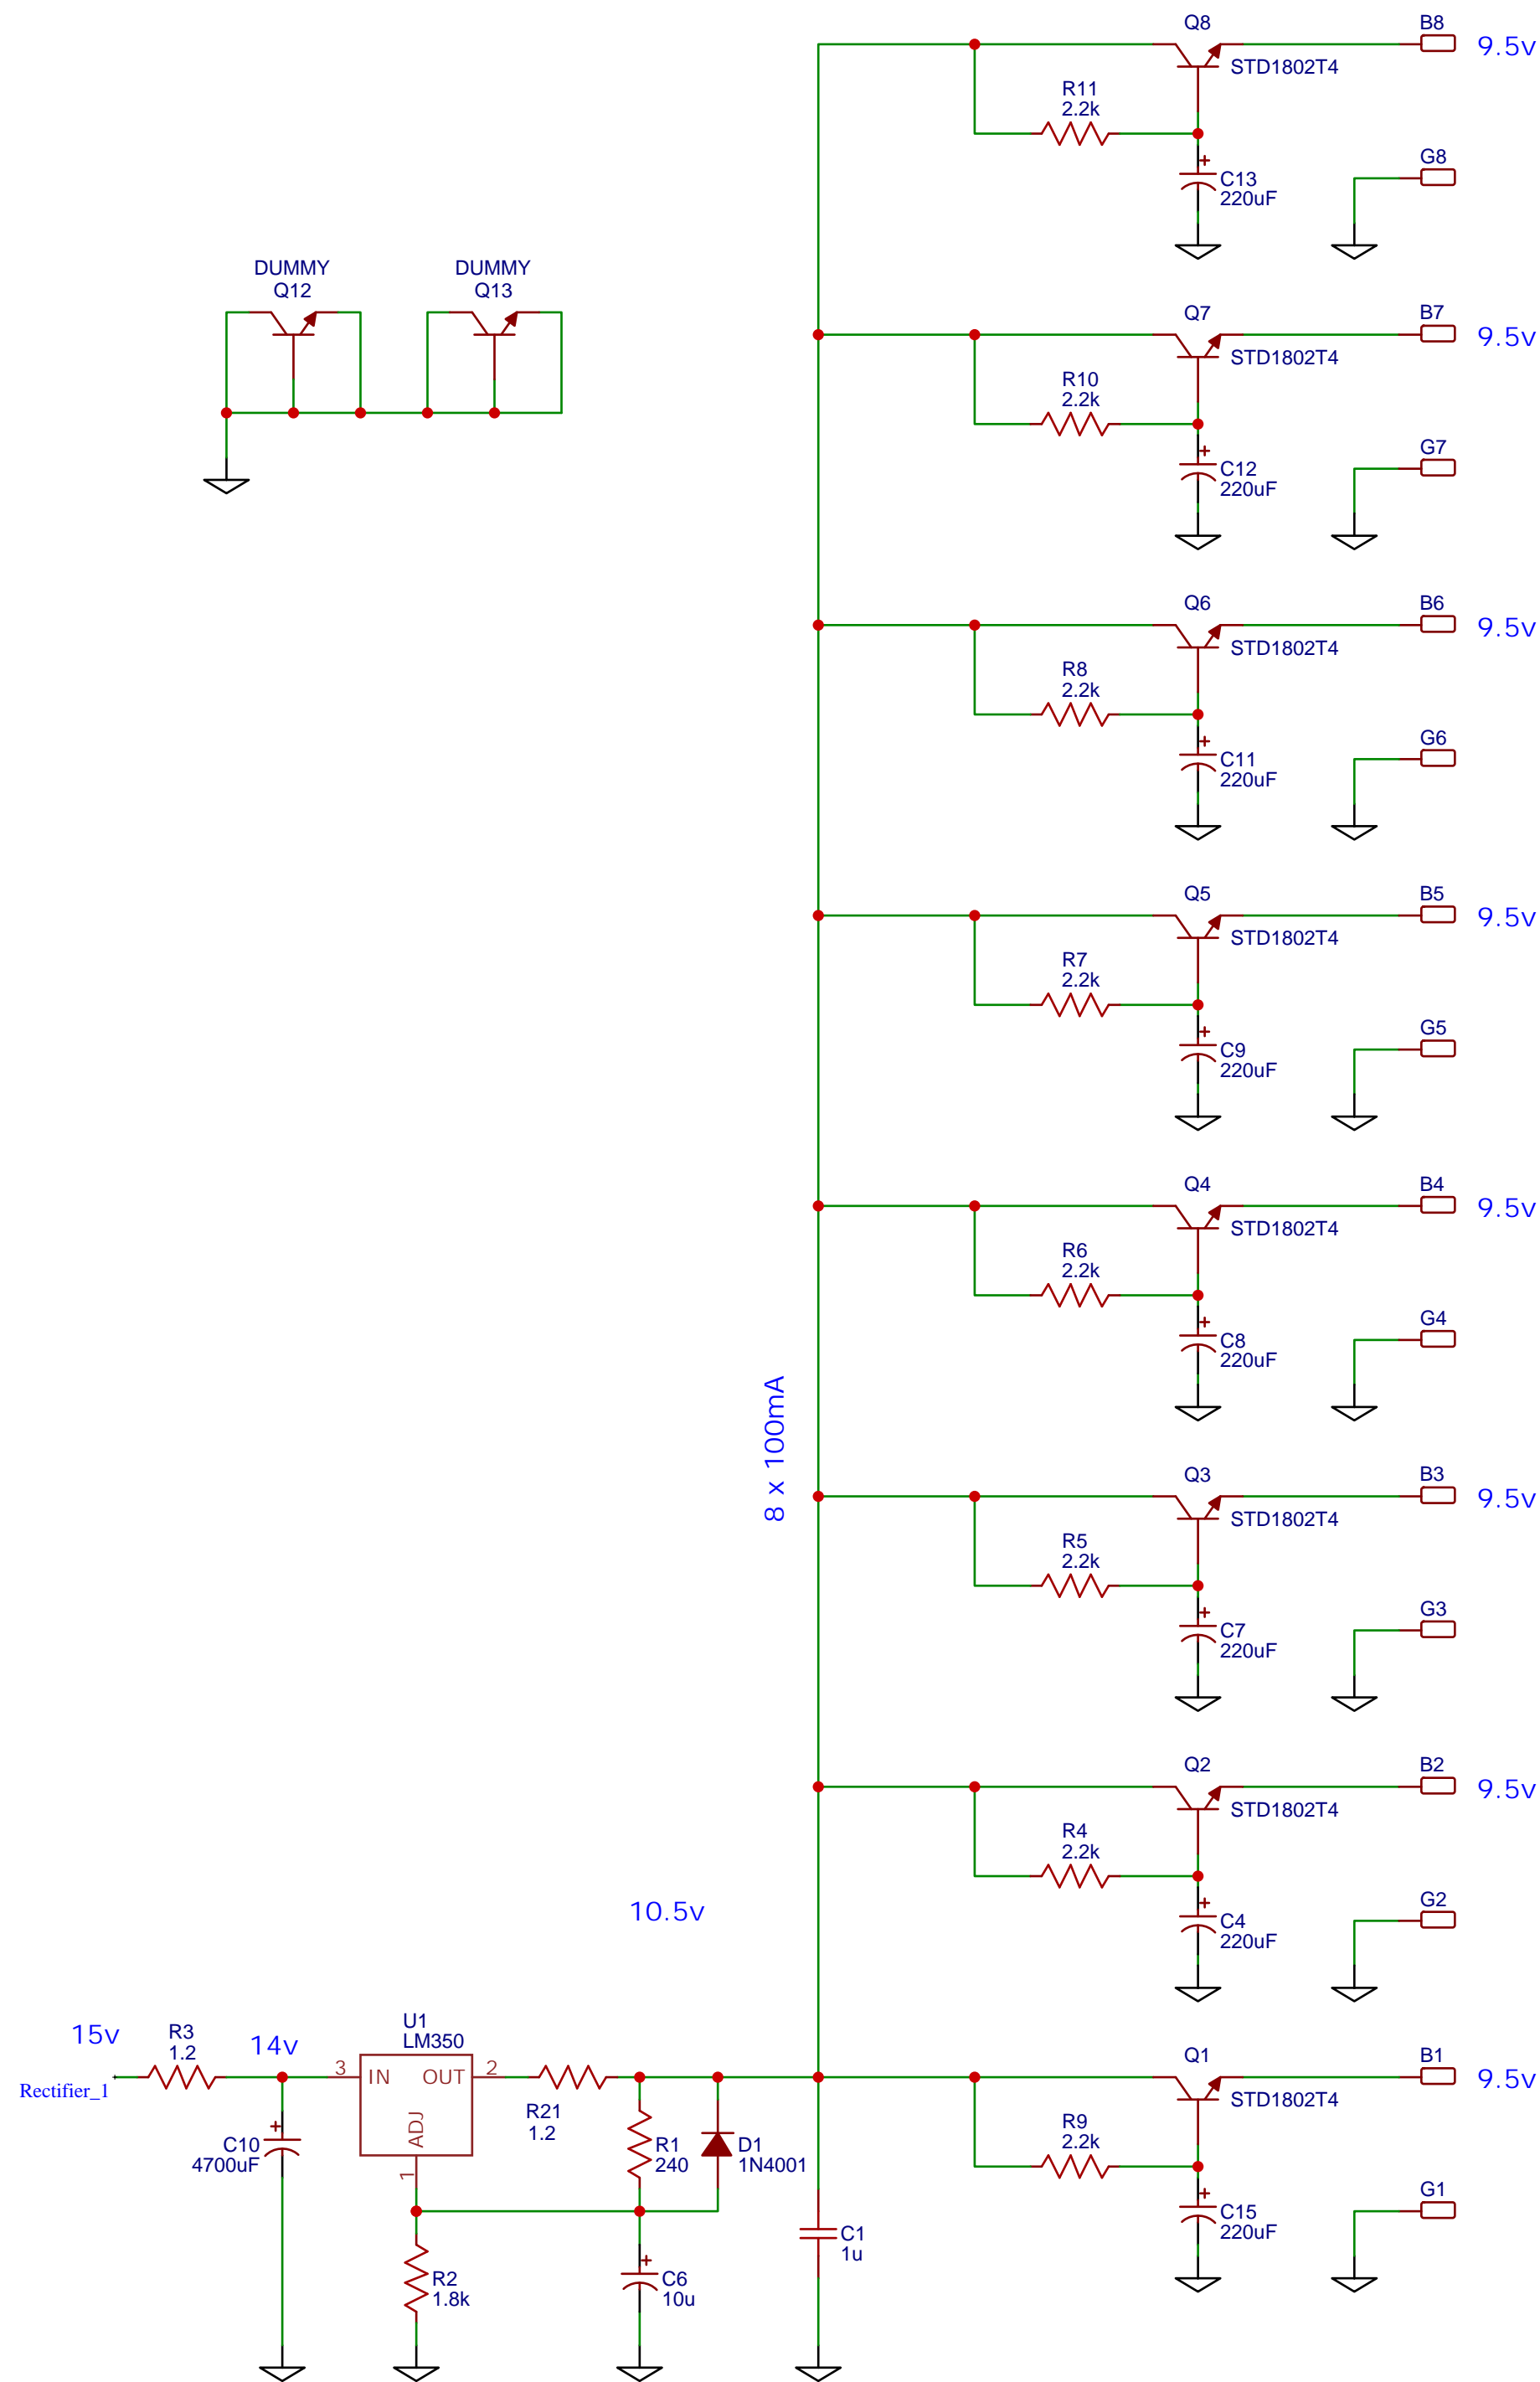 Q8
B8
9.5v
STD1802T4
R11
2.2k
+
C13
220uF
G8
DUMMY
Q12
DUMMY
Q13
Q7
B7
9.5v
STD1802T4
R10
2.2k
+
C12
220uF
G7
Q6
B6
9.5v
STD1802T4
R8
2.2k
+
C11
220uF
G6
Q5
B5
9.5v
STD1802T4
R7
2.2k
+
C9
220uF
G5
Q4
B4
9.5v
STD1802T4
R6
2.2k
+
C8
220uF
G4
8 x 100mA
Q3
B3
9.5v
STD1802T4
R5
2.2k
+
C7
220uF
G3
Q2
B2
9.5v
STD1802T4
R4
2.2k
+
C4
220uF
G2
10.5v
15v
R3
1.2
14v
Rectifier_1
U1
LM350
3
IN
OUT
2
ADJ
1
R21
1.2
+
C10
4700uF
R1
240
D1
1N4001
R2
1.8k
+
C6
10u
C1
1u
Q1
B1
9.5v
STD1802T4
R9
2.2k
+
C15
220uF
G1